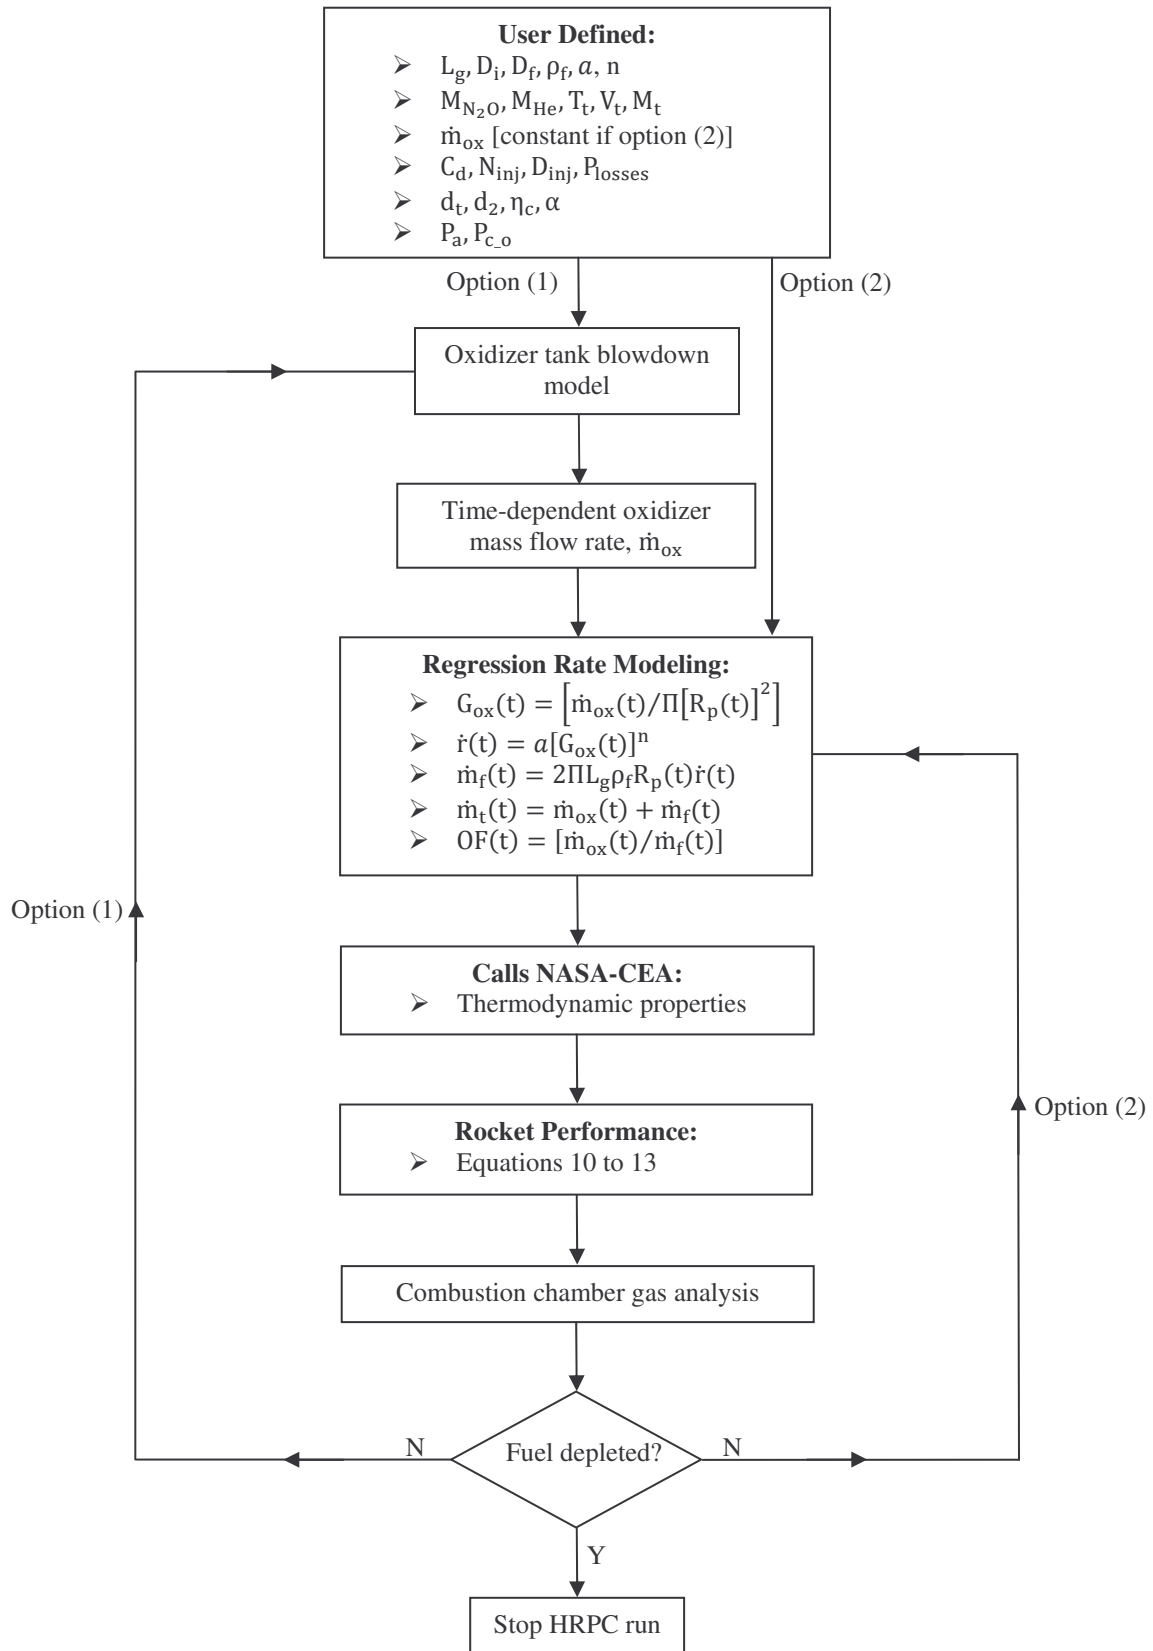 User Defined:
➢ L_g, D_i, D_f, ρ_f, a, n
➢ M_N₂O, M_He, T_t, V_t, M_t
➢ ṁ_ox [constant if option (2)]
➢ C_d, N_inj, D_inj, P_losses
➢ d_t, d_2, η_c, α
➢ P_a, P_c_o
Option (1)
Option (2)
Oxidizer tank blowdown
model
Time-dependent oxidizer
mass flow rate, ṁ_ox
Regression Rate Modeling:
➢ G_ox(t) = [ṁ_ox(t)/Π[R_p(t)]²]
➢ ṙ(t) = a[G_ox(t)]ⁿ
➢ ṁ_f(t) = 2ΠL_gρ_fR_p(t)ṙ(t)
➢ ṁ_t(t) = ṁ_ox(t) + ṁ_f(t)
➢ OF(t) = [ṁ_ox(t)/ṁ_f(t)]
Option (1)
Calls NASA-CEA:
➢ Thermodynamic properties
Option (2)
Rocket Performance:
➢ Equations 10 to 13
Combustion chamber gas analysis
N
Fuel depleted?
N
Y
Stop HRPC run